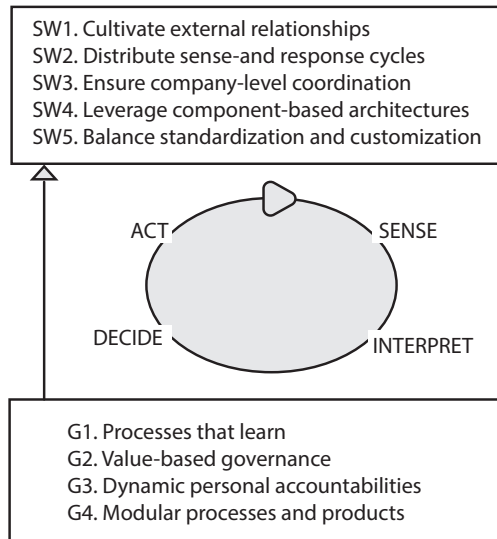 SW1. Cultivate external relationships
SW2. Distribute sense-and response cycles
SW3. Ensure company-level coordination
SW4. Leverage component-based architectures
SW5. Balance standardization and customization
ACT
SENSE
DECIDE
INTERPRET
G1. Processes that learn
G2. Value-based governance
G3. Dynamic personal accountabilities
G4. Modular processes and products